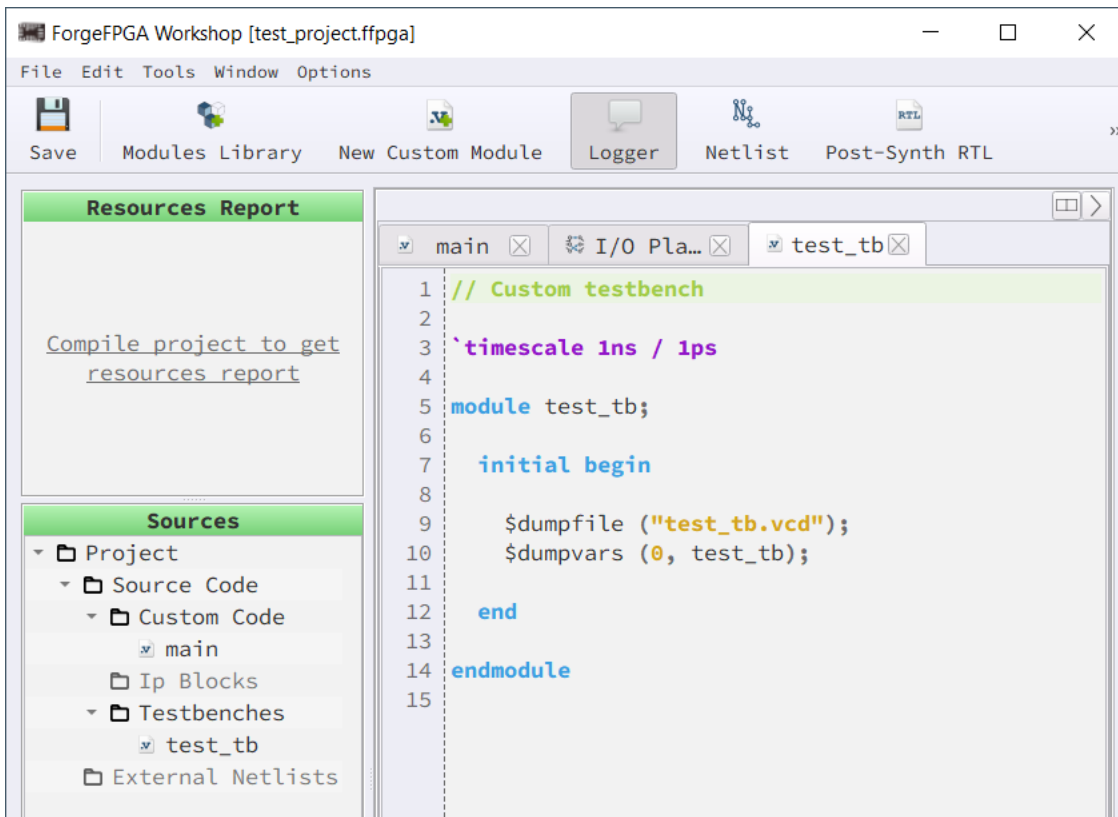 ForgeFPGA Workshop [test_project.ffpga]
File Edit Tools Window Options
Save Modules Library New Custom Module Logger Netlist Post-Synth RTL
RTL
»
Resources Report
Compile project to get
resources report
Sources
Project
Source Code
Custom Code
main
Ip Blocks
Testbenches
test_tb
External Netlists
main I/O Pla… test_tb
1 // Custom testbench
2
3 `timescale 1ns / 1ps
4
5 module test_tb;
6
7 initial begin
8
9 $dumpfile ("test_tb.vcd");
10 $dumpvars (0, test_tb);
11
12 end
13
14 endmodule
15